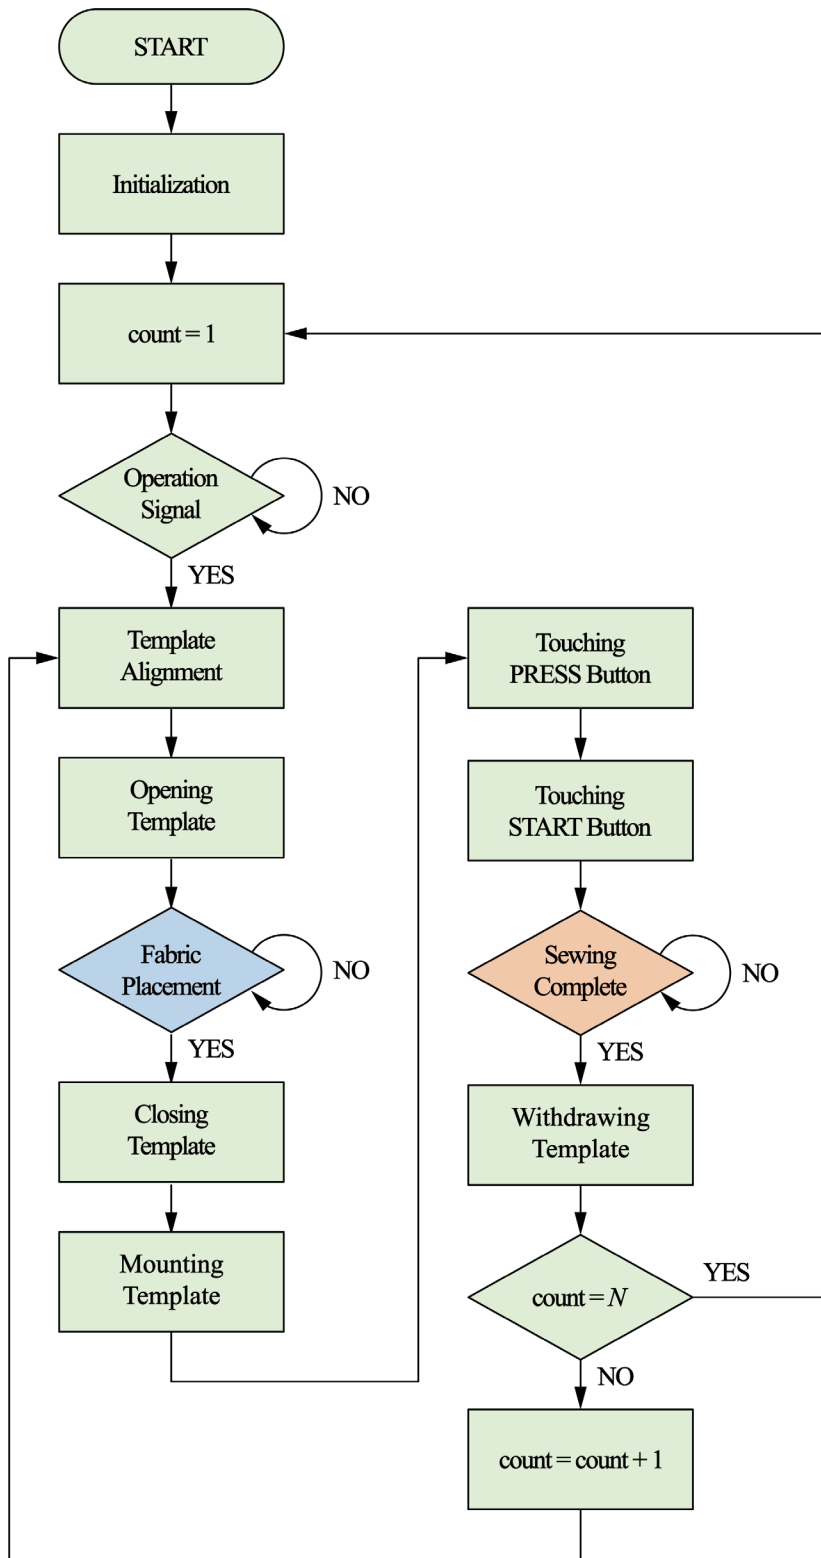 START
Initialization
count = 1
Operation
Signal
NO
YES
Template
Alignment
Opening
Template
Fabric
Placement
NO
YES
Closing
Template
Mounting
Template
Touching
PRESS Button
Touching
START Button
Sewing
Complete
NO
YES
Withdrawing
Template
count = N
YES
NO
count = count + 1